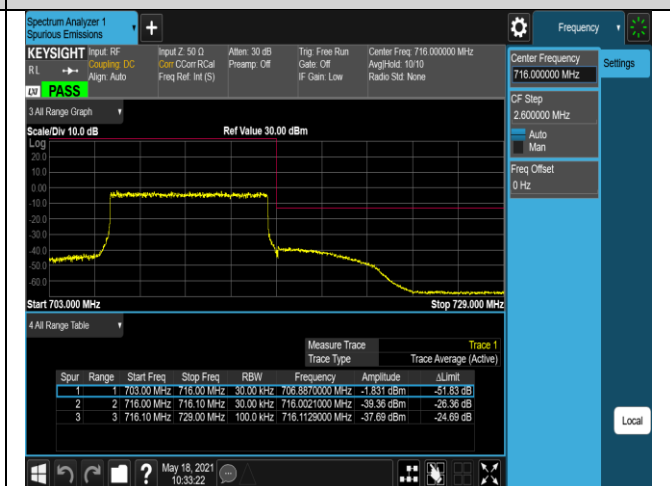 Spectrum Analyzer 1
Spurious Emissions
Frequency
KEYSIGHT Input: RF Input Z: 50 Ω Atten: 30 dB Trig: Free Run Center Freq: 716.000000 MHz
R L Coupling: DC Corr CCorr RCal Preamp: Off Gate: Off Avg|Hold: 10/10
Align: Auto Freq Ref: Int (S) IF Gain: Low Radio Std: None
LXI PASS
3 All Range Graph
Scale/Div 10.0 dB Ref Value 30.00 dBm
Log
20.0
10.0
0.00
-10.0
-20.0
-30.0
-40.0
-50.0
-60.0
Start 703.000 MHz Stop 729.000 MHz
4 All Range Table
Measure Trace Trace 1
Trace Type Trace Average (Active)
Spur Range Start Freq Stop Freq RBW Frequency Amplitude ΔLimit
1 1 703.00 MHz 716.00 MHz 30.00 kHz 706.8870000 MHz -1.831 dBm -51.83 dB
2 2 716.00 MHz 716.10 MHz 30.00 kHz 716.0021000 MHz -39.36 dBm -26.36 dB
3 3 716.10 MHz 729.00 MHz 100.0 kHz 716.1129000 MHz -37.69 dBm -24.69 dB
Center Frequency
716.000000 MHz
Settings
CF Step
2.600000 MHz
Auto
Man
Freq Offset
0 Hz
Local
?
May 18, 2021
10:33:22